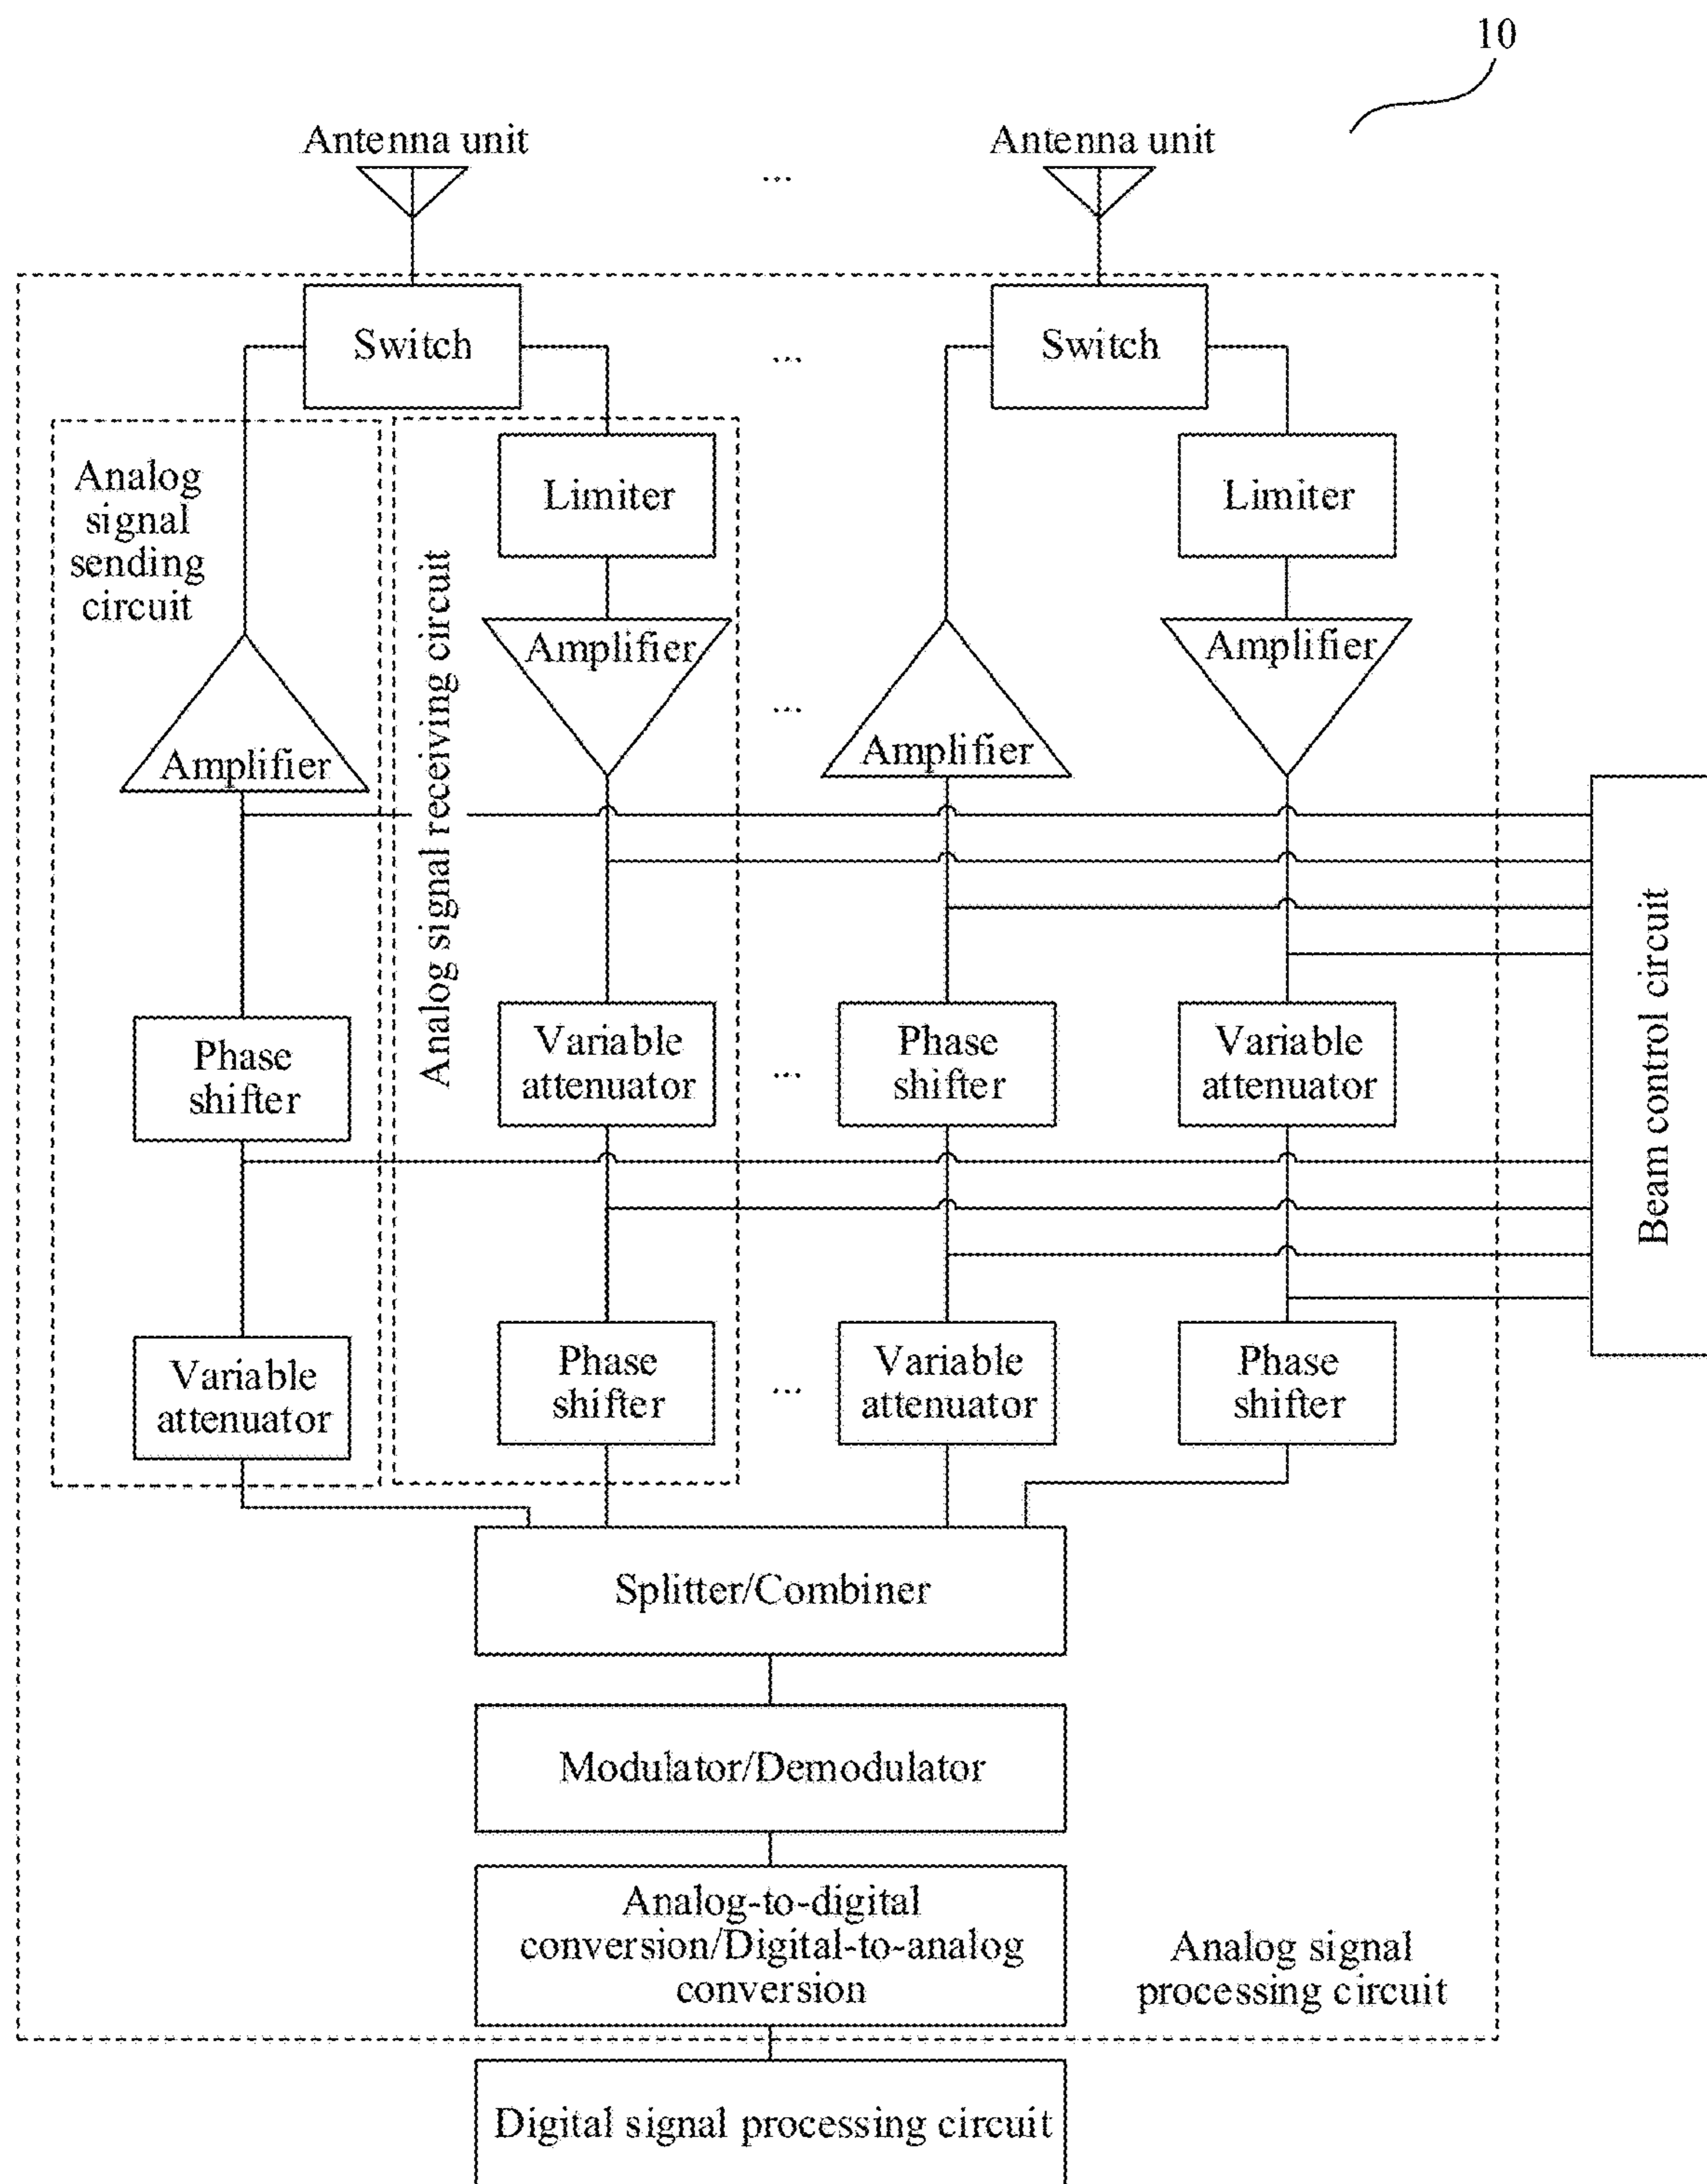 10
Antenna unit
...
Antenna unit
Switch
...
Switch
Analog
signal
sending
circuit
Limiter
Limiter
Analog signal receiving circuit
Amplifier
Amplifier
...
Amplifier
Amplifier
Beam control circuit
Phase
shifter
Variable
attenuator
...
Phase
shifter
Variable
attenuator
Variable
attenuator
Phase
shifter
...
Variable
attenuator
Phase
shifter
Splitter/Combiner
Modulator/Demodulator
Analog-to-digital
conversion/Digital-to-analog
conversion
Analog signal
processing circuit
Digital signal processing circuit